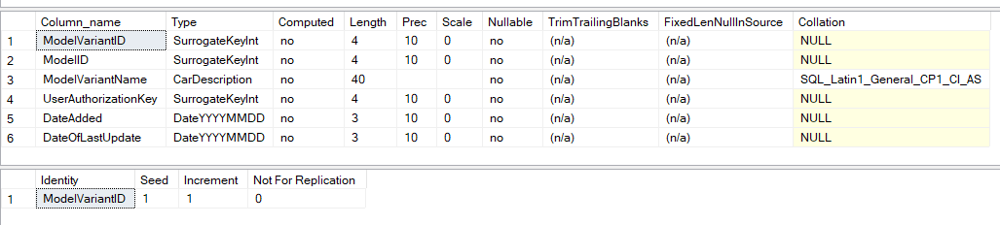 Column_name Type Computed Length Prec Scale Nullable TrimTrailingBlanks FixedLenNullInSource Collation
1 ModelVariantID SurrogateKeyInt no 4 10 0 no (n/a) (n/a) NULL
2 ModelID SurrogateKeyInt no 4 10 0 no (n/a) (n/a) NULL
3 ModelVariantName CarDescription no 40 no (n/a) (n/a) SQL_Latin1_General_CP1_CI_AS
4 UserAuthorizationKey SurrogateKeyInt no 4 10 0 no (n/a) (n/a) NULL
5 DateAdded DateYYYYMMDD no 3 10 0 no (n/a) (n/a) NULL
6 DateOfLastUpdate DateYYYYMMDD no 3 10 0 no (n/a) (n/a) NULL
Identity Seed Increment Not For Replication
1 ModelVariantID 1 1 0